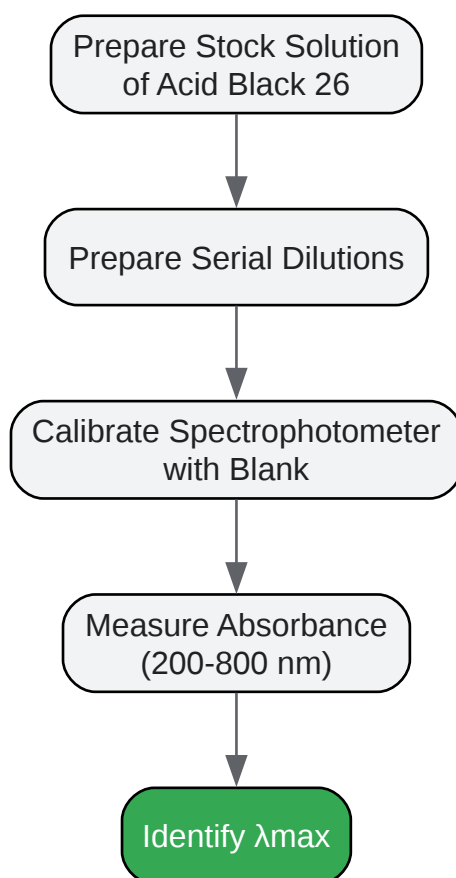 Prepare Stock Solution
of Acid Black 26
Prepare Serial Dilutions
Calibrate Spectrophotometer
with Blank
Measure Absorbance
(200-800 nm)
Identify λmax